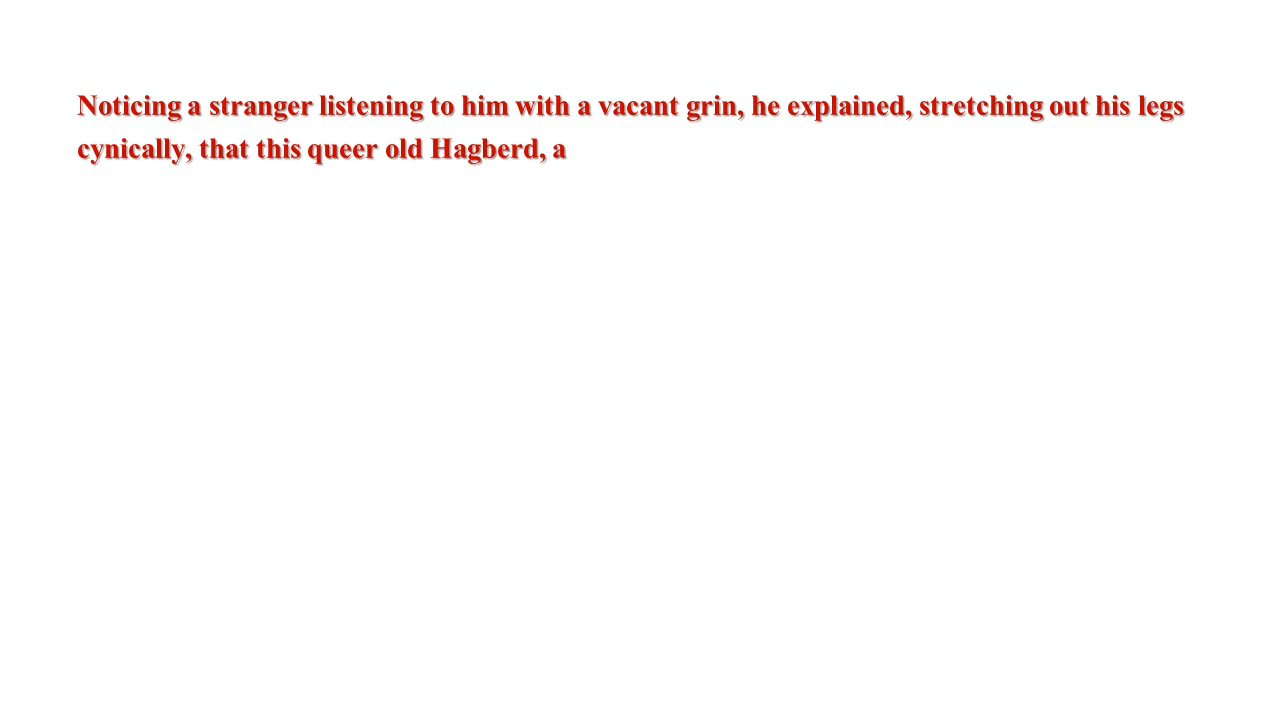 Noticing a stranger listening to him with a vacant grin, he explained, stretching out his legs
cynically, that this queer old Hagberd, a